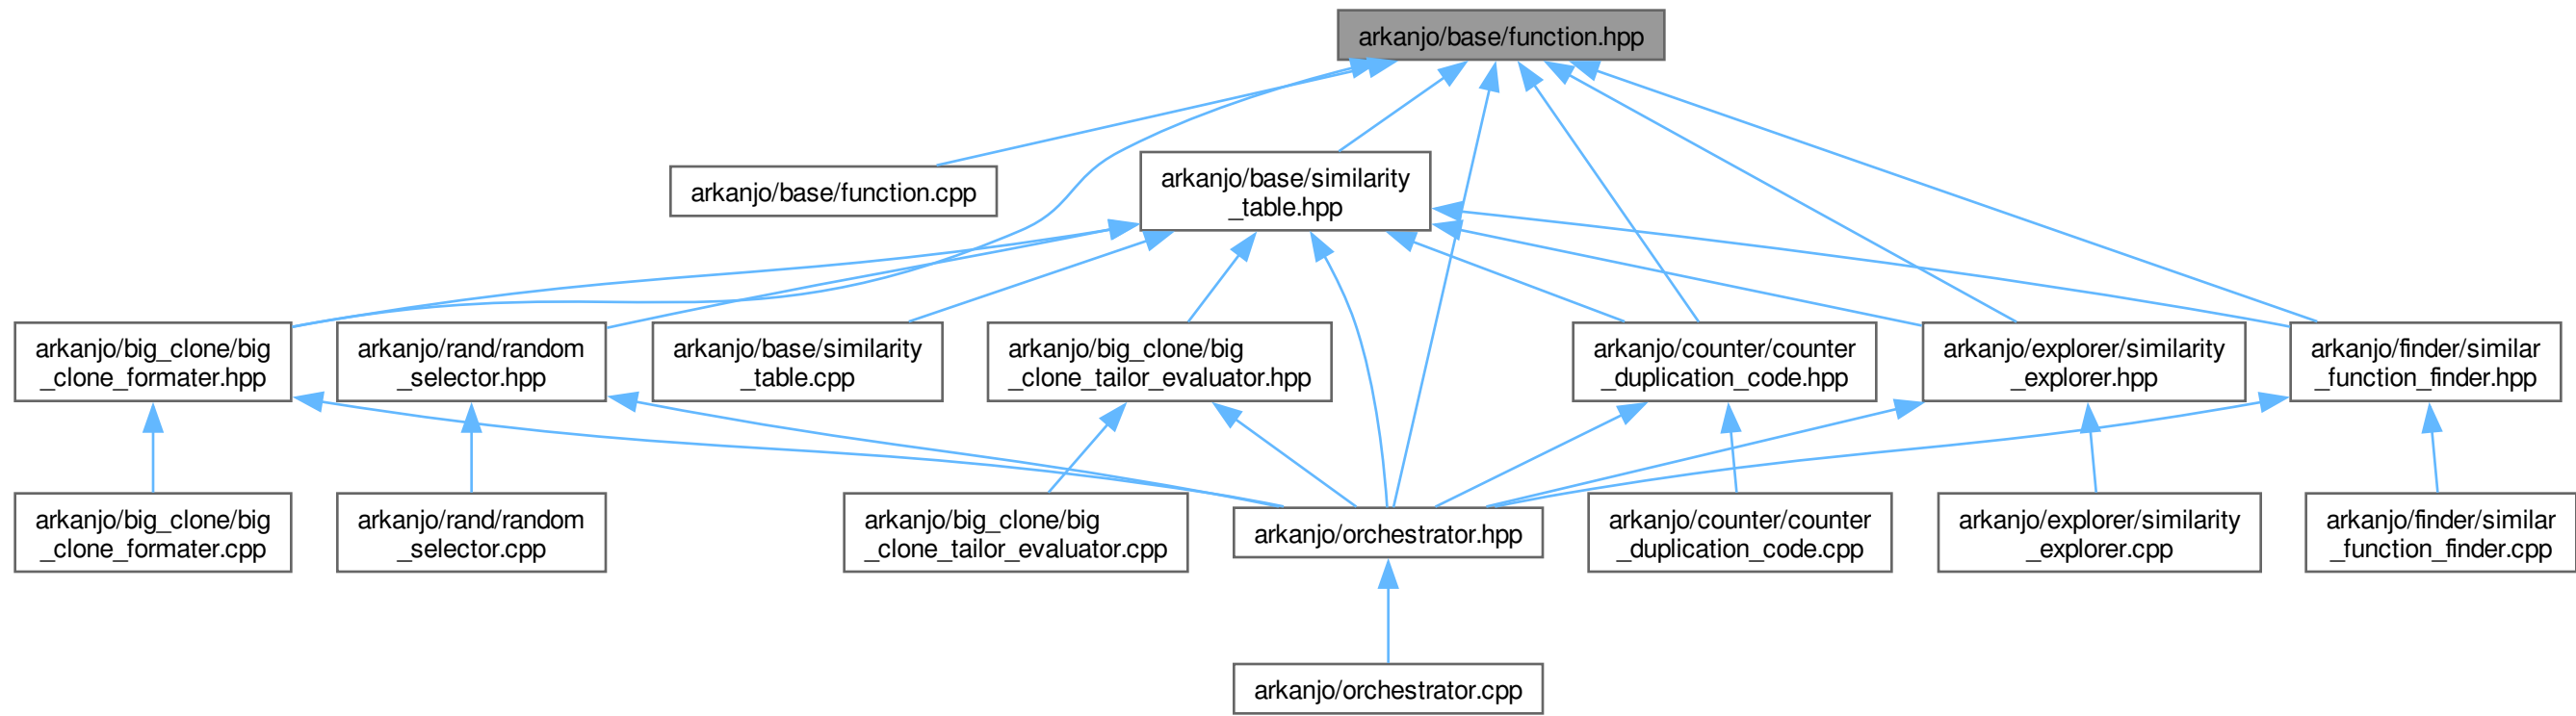 arkanjo/base/function.hpp
arkanjo/base/function.cpp
arkanjo/base/similarity
_table.hpp
arkanjo/big_clone/big
_clone_formater.hpp
arkanjo/rand/random
_selector.hpp
arkanjo/base/similarity
_table.cpp
arkanjo/big_clone/big
_clone_tailor_evaluator.hpp
arkanjo/counter/counter
_duplication_code.hpp
arkanjo/explorer/similarity
_explorer.hpp
arkanjo/finder/similar
_function_finder.hpp
arkanjo/big_clone/big
_clone_formater.cpp
arkanjo/rand/random
_selector.cpp
arkanjo/big_clone/big
_clone_tailor_evaluator.cpp
arkanjo/orchestrator.hpp
arkanjo/counter/counter
_duplication_code.cpp
arkanjo/explorer/similarity
_explorer.cpp
arkanjo/finder/similar
_function_finder.cpp
arkanjo/orchestrator.cpp